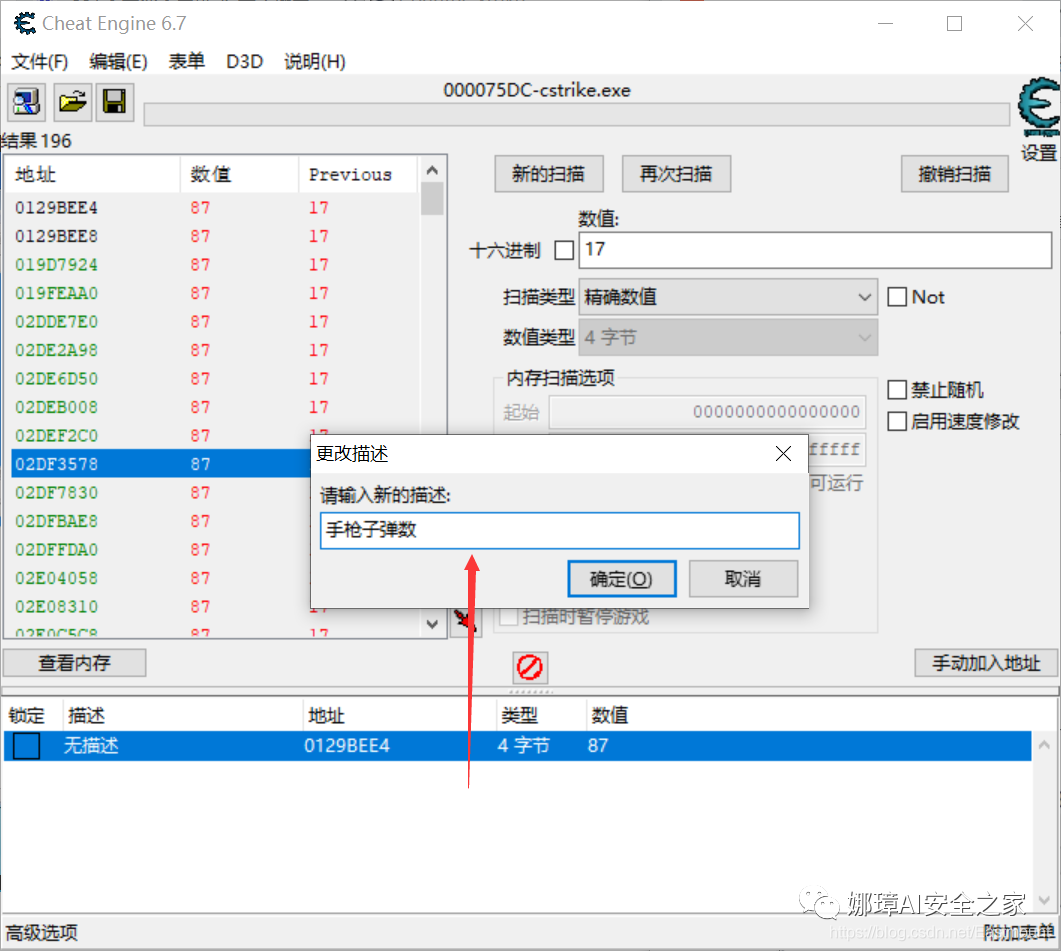 Cheat Engine 6.7
文件(F) 编辑(E) 表单 D3D 说明(H)
000075DC-cstrike.exe
结果 196
设置
地址 数值 Previous
新的扫描 再次扫描 撤销扫描
0129BEE4 87 17
数值:
0129BEE8 87 17
十六进制 17
019D7924 87 17
019FEAA0 87 17
扫描类型 精确数值 Not
02DDE7E0 87 17
数值类型 4 字节
02DE2A98 87 17
02DE6D50 87 17
内存扫描选项
禁止随机
02DEB008 87 17
起始 0000000000000000
启用速度修改
02DEF2C0 87
fffff
更改描述
02DF3578 87
可运行
02DF7830 87
请输入新的描述:
02DFBAE8 87
手枪子弹数
02DFFDA0 87
02E04058 87
确定(O) 取消
02E08310 87 17
扫描时暂停游戏
02E0C5C8 87 17
查看内存 手动加入地址
锁定 描述 地址 类型 数值
无描述 0129BEE4 4 字节 87
娜璋AI安全之家
高级选项 附加表单